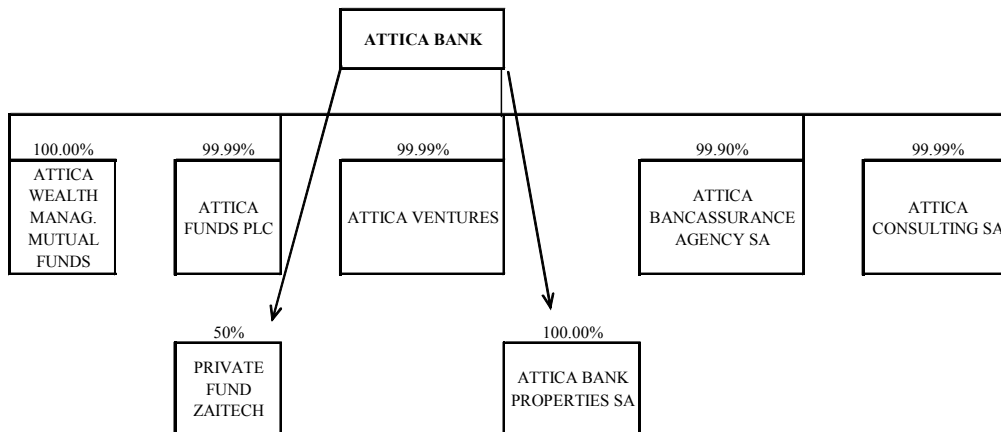 ATTICA BANK
100.00%
ATTICA
WEALTH
MANAG.
MUTUAL
FUNDS
99.99%
ATTICA
FUNDS PLC
99.99%
ATTICA VENTURES
99.90%
ATTICA
BANCASSURANCE
AGENCY SA
99.99%
ATTICA
CONSULTING SA
50%
PRIVATE
FUND
ZAITECH
100.00%
ATTICA BANK
PROPERTIES SA